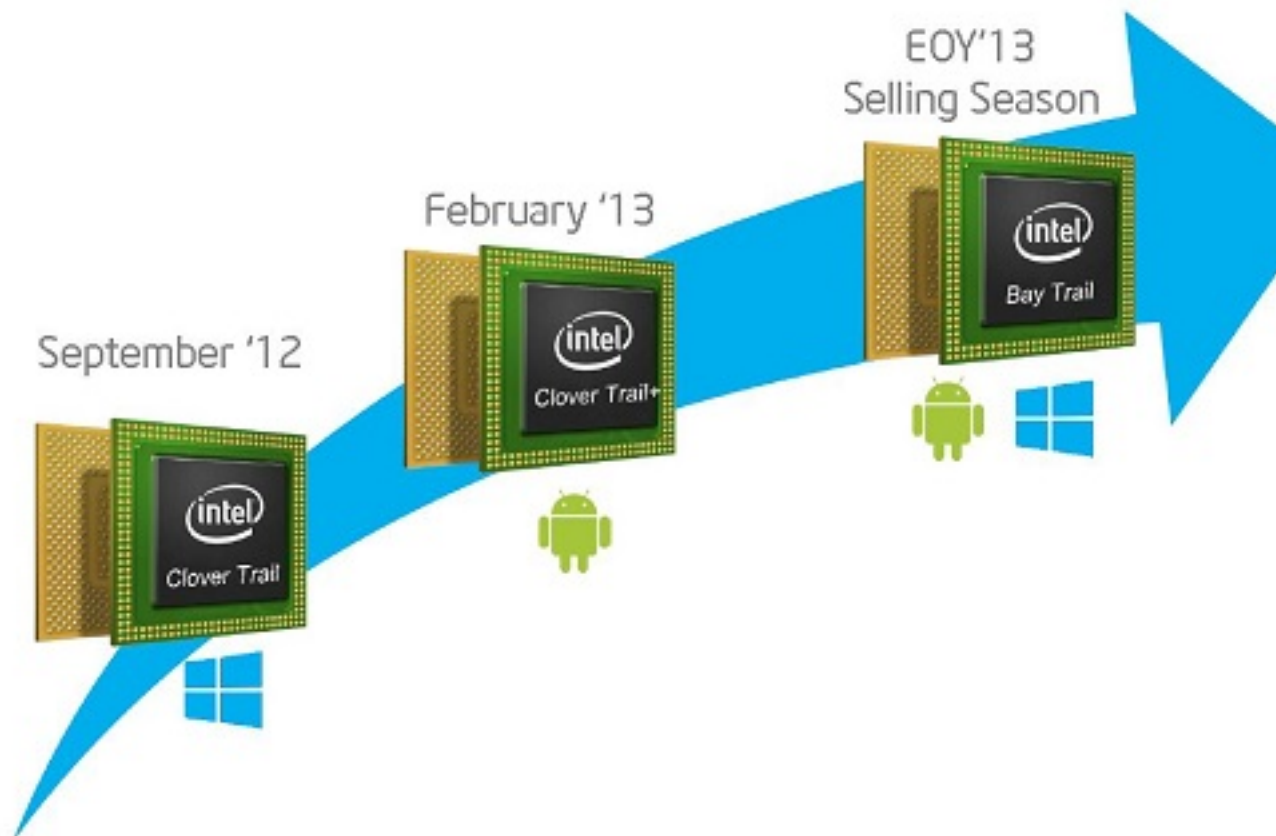 EOY'13
Selling Season
intel
Bay Trail
February '13
intel
Clover Trail+
September '12
intel
Clover Trail